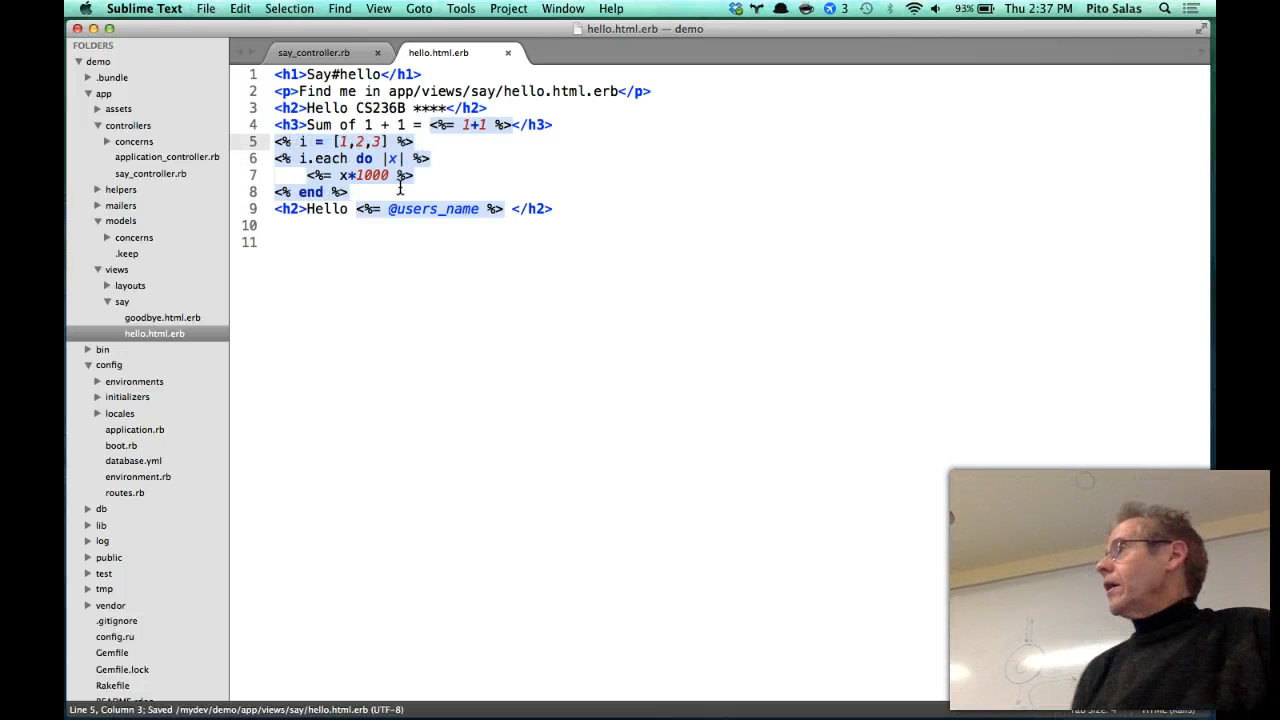 Sublime Text File Edit Selection Find View Goto Tools Project Window Help 3 93% Thu 2:37 PM Pito Salas
hello.html.erb — demo
FOLDERS
demo
.bundle
app
assets
controllers
concerns
application_controller.rb
say_controller.rb
helpers
mailers
models
concerns
.keep
views
layouts
say
goodbye.html.erb
hello.html.erb
bin
config
environments
initializers
locales
application.rb
boot.rb
database.yml
environment.rb
routes.rb
db
lib
log
public
test
tmp
vendor
.gitignore
config.ru
Gemfile
Gemfile.lock
Rakefile
say_controller.rb × hello.html.erb ×
1 <h1>Say#hello</h1>
2 <p>Find me in app/views/say/hello.html.erb</p>
3 <h2>Hello CS236B ****</h2>
4 <h3>Sum of 1 + 1 = <%= 1+1 %></h3>
5 <% i = [1,2,3] %>
6 <% i.each do |x| %>
7 <%= x*1000 %>
8 <% end %>
9 <h2>Hello <%= @users_name %> </h2>
10
11
Line 5, Column 3; Saved /mydev/demo/app/views/say/hello.html.erb (UTF-8)